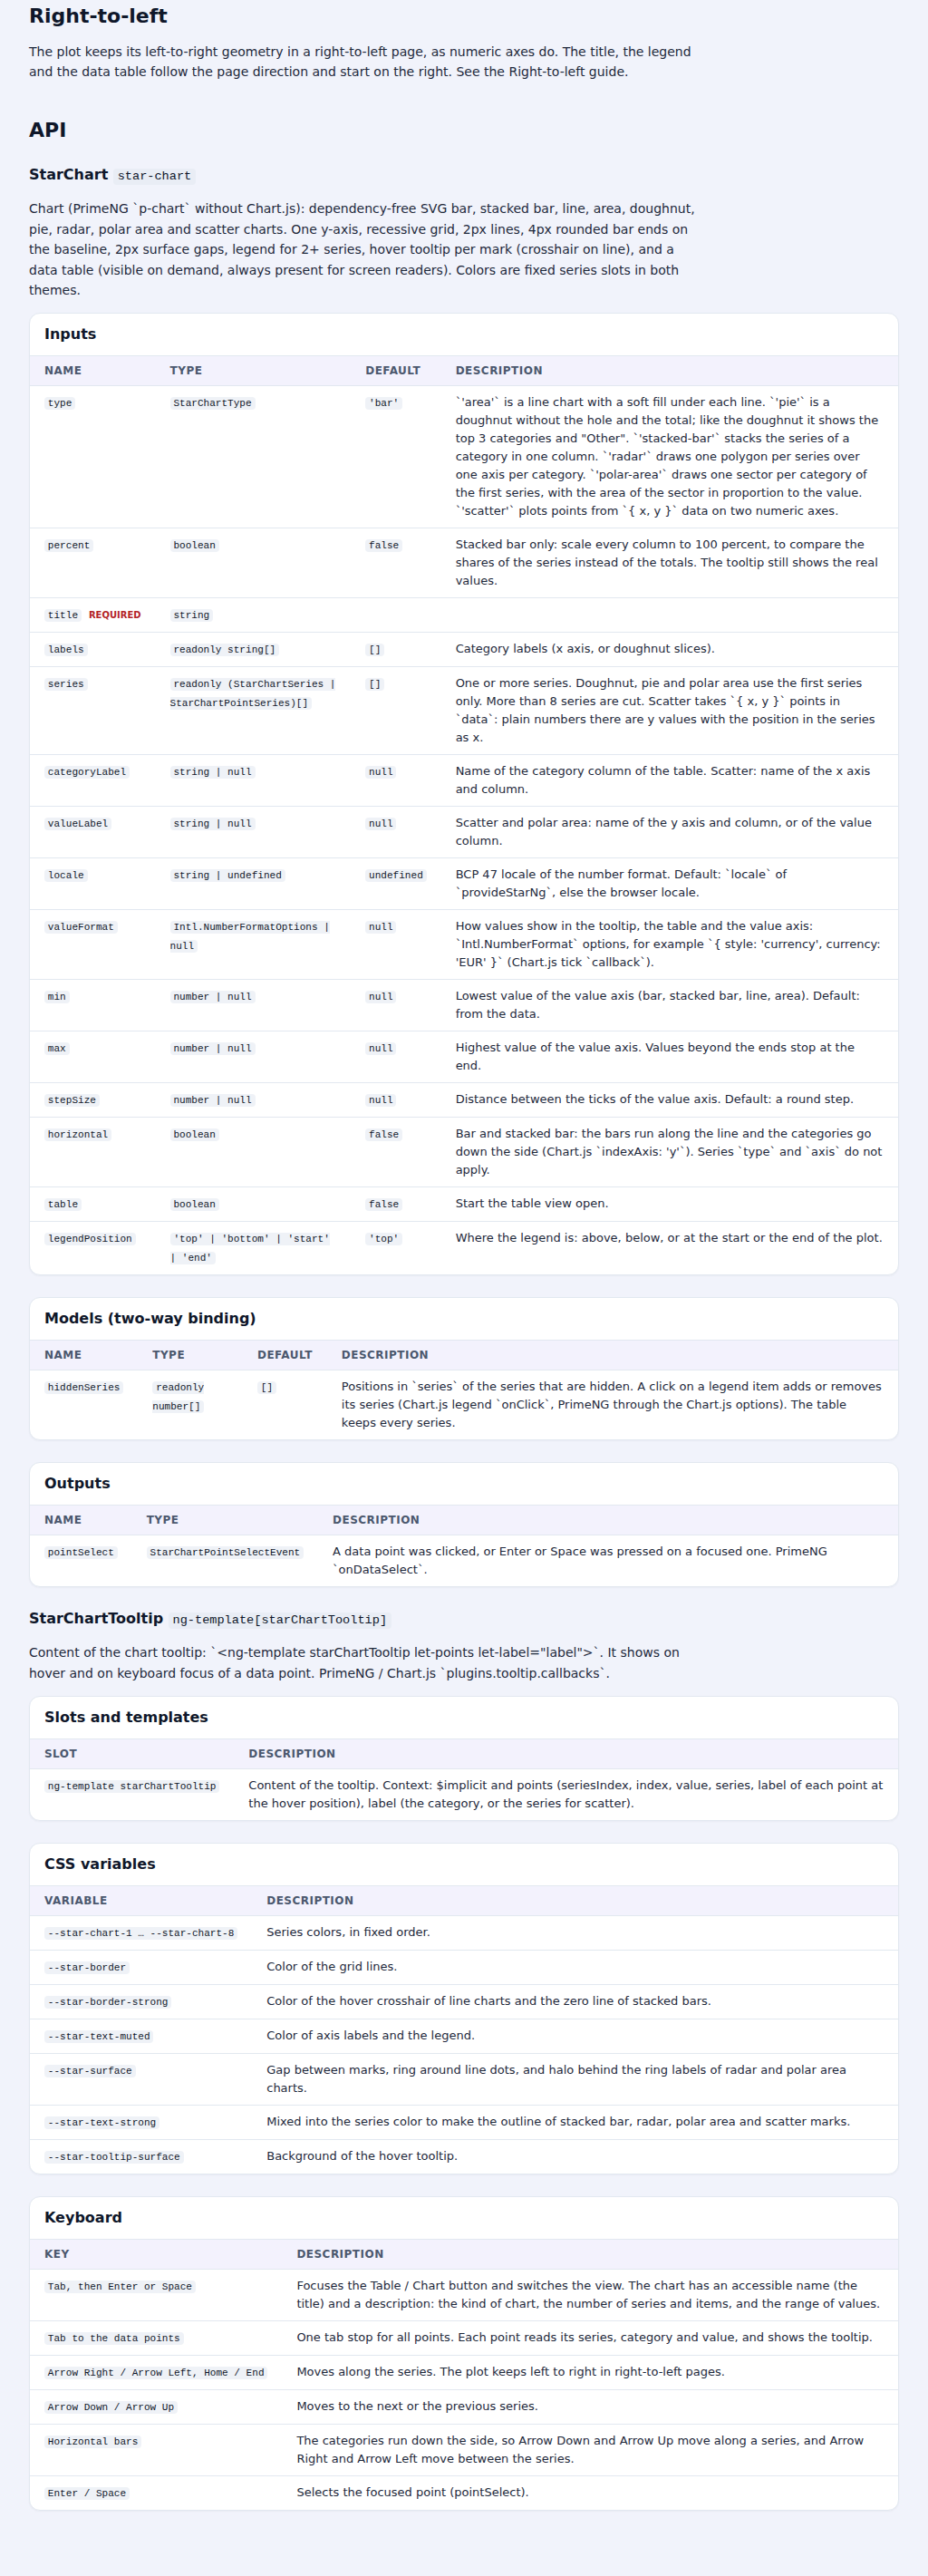 Right-to-left
The plot keeps its left-to-right geometry in a right-to-left page, as numeric axes do. The title, the legend
and the data table follow the page direction and start on the right. See the Right-to-left guide.
API
StarChart star-chart
Chart (PrimeNG `p-chart` without Chart.js): dependency-free SVG bar, stacked bar, line, area, doughnut,
pie, radar, polar area and scatter charts. One y-axis, recessive grid, 2px lines, 4px rounded bar ends on
the baseline, 2px surface gaps, legend for 2+ series, hover tooltip per mark (crosshair on line), and a
data table (visible on demand, always present for screen readers). Colors are fixed series slots in both
themes.
Inputs
NAME TYPE DEFAULT DESCRIPTION
type StarChartType 'bar' `'area'` is a line chart with a soft fill under each line. `'pie'` is a
doughnut without the hole and the total; like the doughnut it shows the
top 3 categories and "Other". `'stacked-bar'` stacks the series of a
category in one column. `'radar'` draws one polygon per series over
one axis per category. `'polar-area'` draws one sector per category of
the first series, with the area of the sector in proportion to the value.
`'scatter'` plots points from `{ x, y }` data on two numeric axes.
percent boolean false Stacked bar only: scale every column to 100 percent, to compare the
shares of the series instead of the totals. The tooltip still shows the real
values.
title REQUIRED string
labels readonly string[] [] Category labels (x axis, or doughnut slices).
series readonly (StarChartSeries | [] One or more series. Doughnut, pie and polar area use the first series
StarChartPointSeries)[] only. More than 8 series are cut. Scatter takes `{ x, y }` points in
`data`: plain numbers there are y values with the position in the series
as x.
categoryLabel string | null null Name of the category column of the table. Scatter: name of the x axis
and column.
valueLabel string | null null Scatter and polar area: name of the y axis and column, or of the value
column.
locale string | undefined undefined BCP 47 locale of the number format. Default: `locale` of
`provideStarNg`, else the browser locale.
valueFormat Intl.NumberFormatOptions | null How values show in the tooltip, the table and the value axis:
null `Intl.NumberFormat` options, for example `{ style: 'currency', currency:
'EUR' }` (Chart.js tick `callback`).
min number | null null Lowest value of the value axis (bar, stacked bar, line, area). Default:
from the data.
max number | null null Highest value of the value axis. Values beyond the ends stop at the
end.
stepSize number | null null Distance between the ticks of the value axis. Default: a round step.
horizontal boolean false Bar and stacked bar: the bars run along the line and the categories go
down the side (Chart.js `indexAxis: 'y'`). Series `type` and `axis` do not
apply.
table boolean false Start the table view open.
legendPosition 'top' | 'bottom' | 'start' 'top' Where the legend is: above, below, or at the start or the end of the plot.
| 'end'
Models (two-way binding)
NAME TYPE DEFAULT DESCRIPTION
hiddenSeries readonly [] Positions in `series` of the series that are hidden. A click on a legend item adds or removes
number[] its series (Chart.js legend `onClick`, PrimeNG through the Chart.js options). The table
keeps every series.
Outputs
NAME TYPE DESCRIPTION
pointSelect StarChartPointSelectEvent A data point was clicked, or Enter or Space was pressed on a focused one. PrimeNG
`onDataSelect`.
StarChartTooltip ng-template[starChartTooltip]
Content of the chart tooltip: `<ng-template starChartTooltip let-points let-label="label">`. It shows on
hover and on keyboard focus of a data point. PrimeNG / Chart.js `plugins.tooltip.callbacks`.
Slots and templates
SLOT DESCRIPTION
ng-template starChartTooltip Content of the tooltip. Context: $implicit and points (seriesIndex, index, value, series, label of each point at
the hover position), label (the category, or the series for scatter).
CSS variables
VARIABLE DESCRIPTION
--star-chart-1 … --star-chart-8 Series colors, in fixed order.
--star-border Color of the grid lines.
--star-border-strong Color of the hover crosshair of line charts and the zero line of stacked bars.
--star-text-muted Color of axis labels and the legend.
--star-surface Gap between marks, ring around line dots, and halo behind the ring labels of radar and polar area
charts.
--star-text-strong Mixed into the series color to make the outline of stacked bar, radar, polar area and scatter marks.
--star-tooltip-surface Background of the hover tooltip.
Keyboard
KEY DESCRIPTION
Tab, then Enter or Space Focuses the Table / Chart button and switches the view. The chart has an accessible name (the
title) and a description: the kind of chart, the number of series and items, and the range of values.
Tab to the data points One tab stop for all points. Each point reads its series, category and value, and shows the tooltip.
Arrow Right / Arrow Left, Home / End Moves along the series. The plot keeps left to right in right-to-left pages.
Arrow Down / Arrow Up Moves to the next or the previous series.
Horizontal bars The categories run down the side, so Arrow Down and Arrow Up move along a series, and Arrow
Right and Arrow Left move between the series.
Enter / Space Selects the focused point (pointSelect).